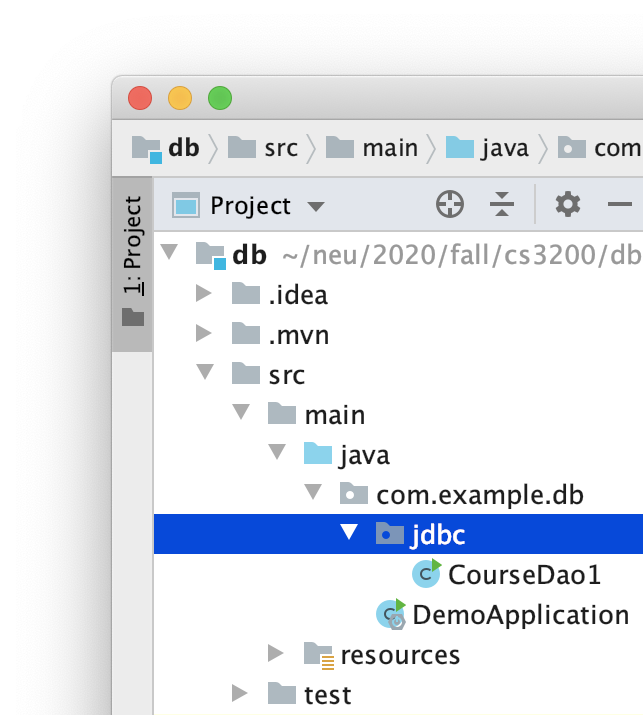 db src main java com
1: Project
Project
db ~/neu/2020/fall/cs3200/db
.idea
.mvn
src
main
java
com.example.db
jdbc
C CourseDao1
C DemoApplication
resources
test